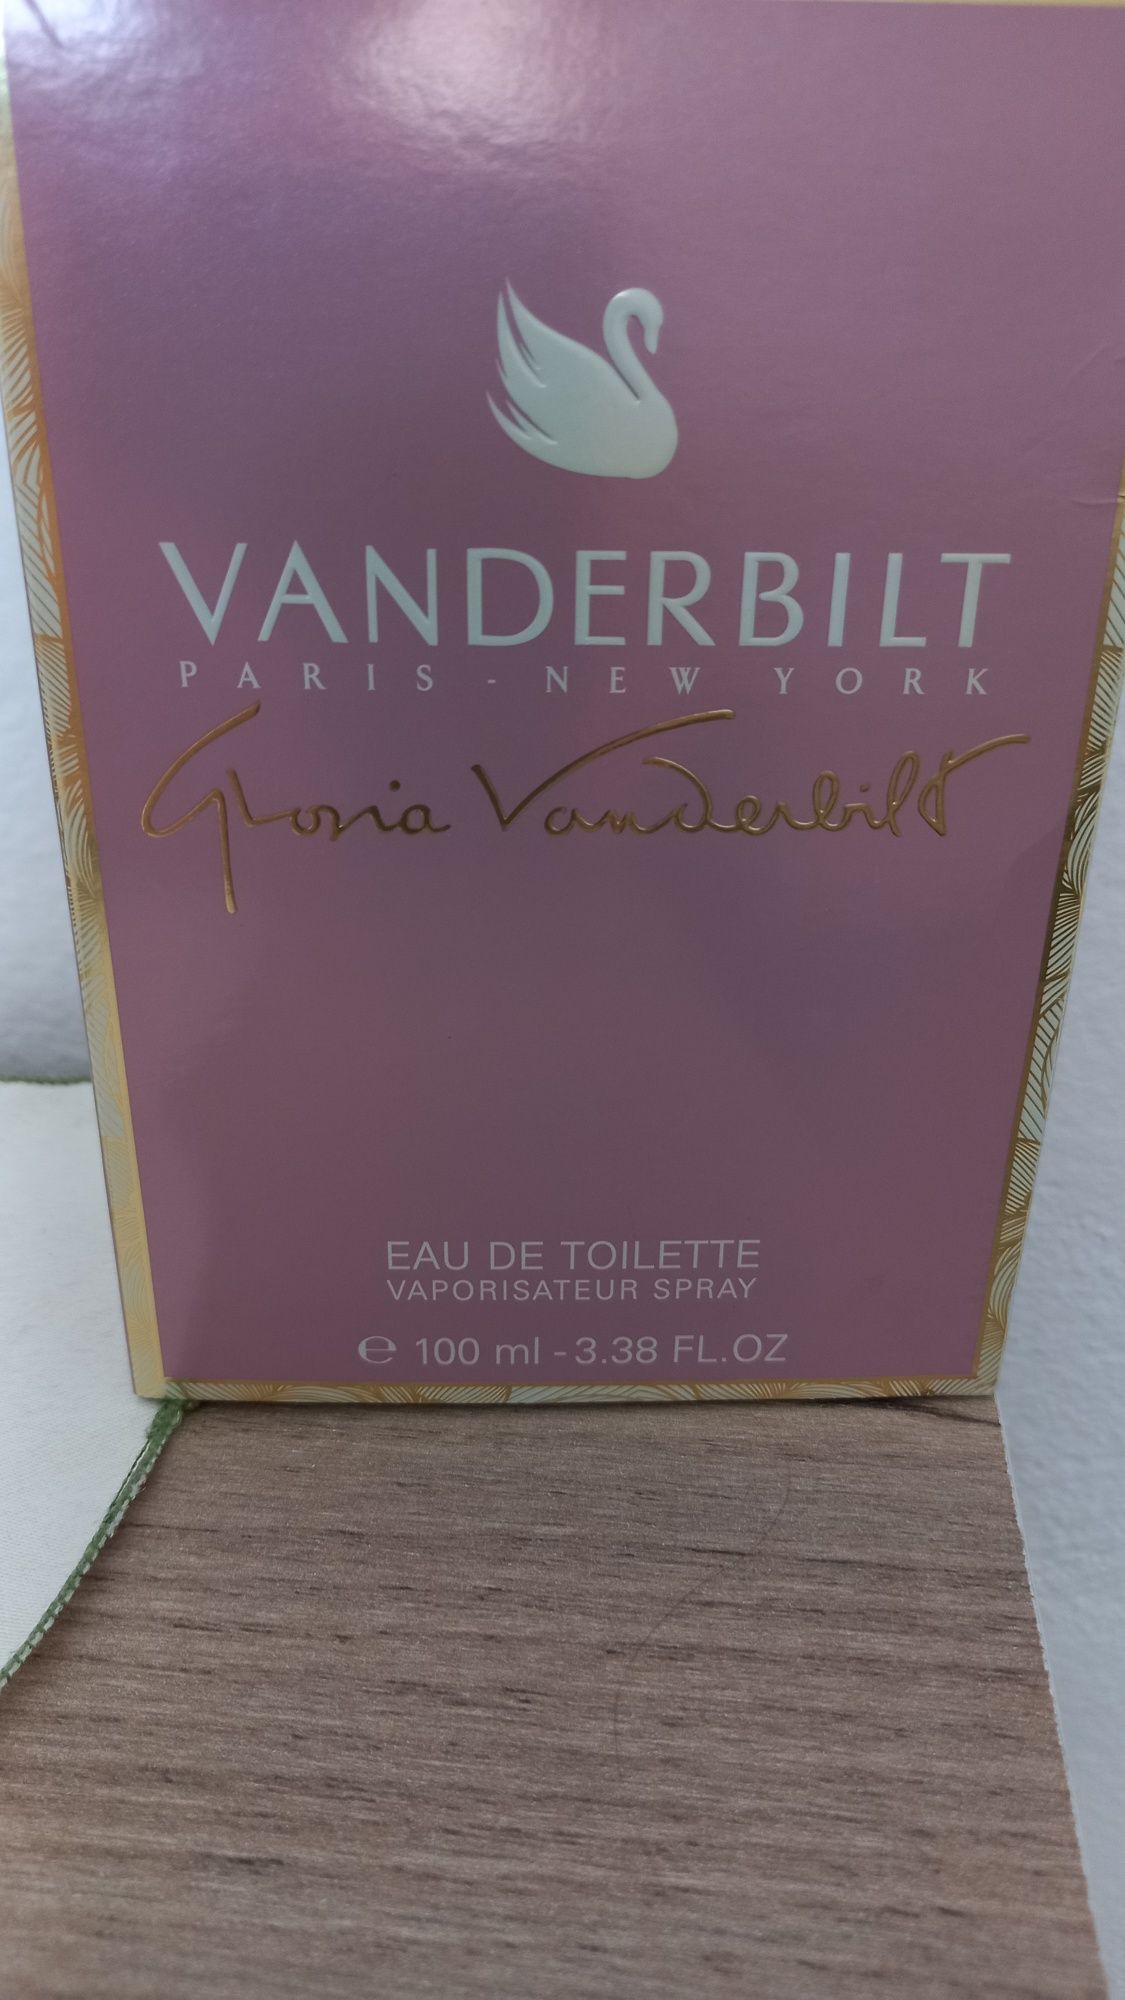 VANDERBILT
PARIS - NEW YORK
Gloria Vanderbilt
EAU DE TOILETTE
VAPORISATEUR SPRAY
℮ 100 ml - 3.38 FL.OZ